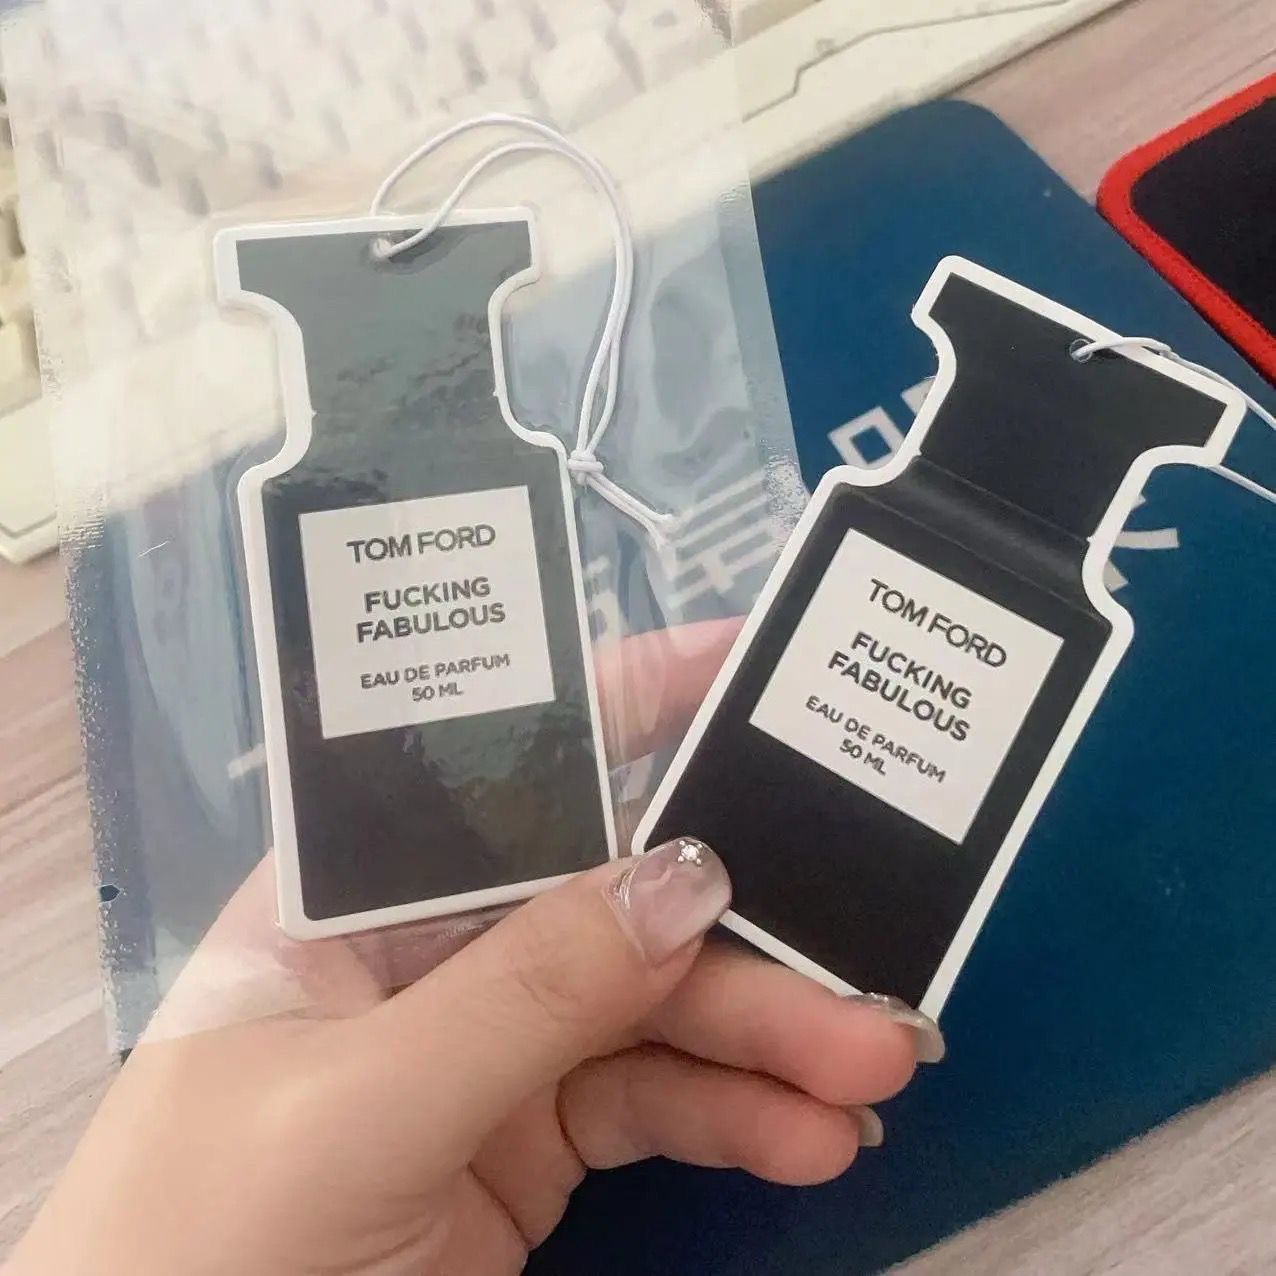 TOM FORD
FUCKING
FABULOUS
EAU DE PARFUM
50 ML
TOM FORD
FUCKING
FABULOUS
EAU DE PARFUM
50 ML